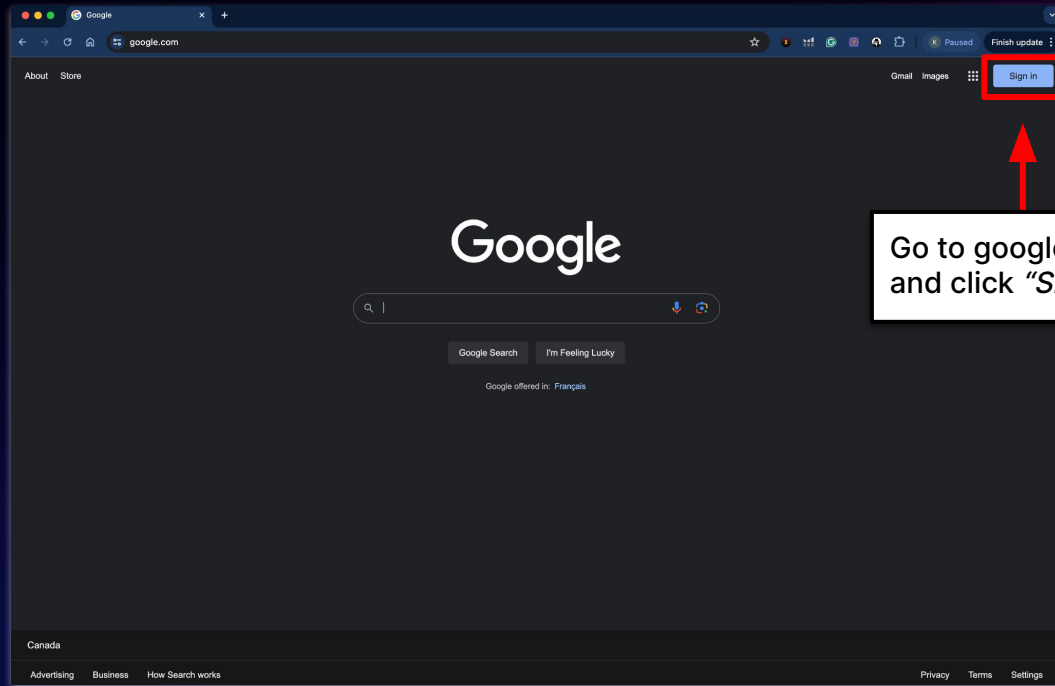 Google
google.com
K Paused
Finish update
About Store
Gmail Images
Sign in
Google
Go to
and click
Google Search
I'm Feeling Lucky
Google offered in: Français
Canada
Advertising Business How Search works
Privacy Terms Settings